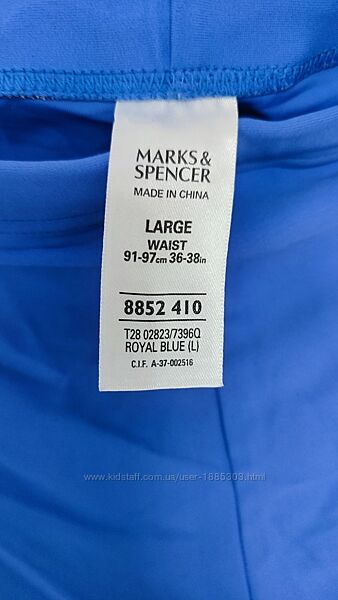 MARKS &
SPENCER
MADE IN CHINA
LARGE
WAIST
91-97cm 36-38in
8852 410
T28 02823/7396Q
ROYAL BLUE (L)
C.I.F. A-37-002516
www.kidstaff.com.ua/user-1885303.html